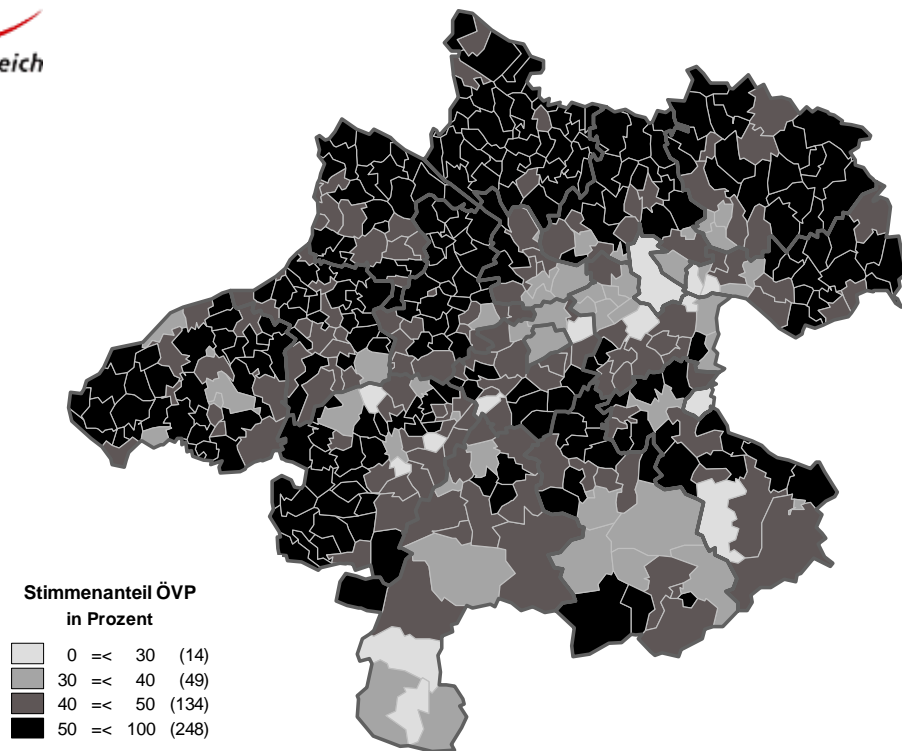 eich
Stimmenanteil ÖVP
in Prozent
0 =< 30 (14)
30 =< 40 (49)
40 =< 50 (134)
50 =< 100 (248)